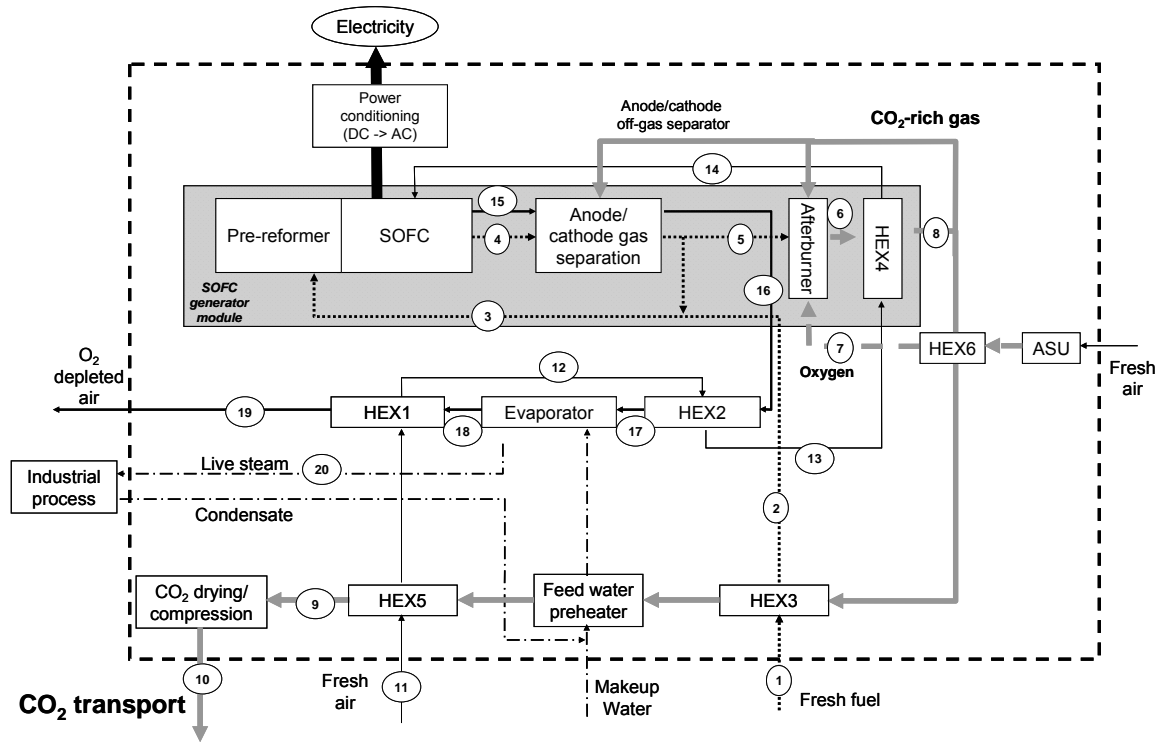 Electricity
Power
conditioning
(DC -> AC)
Anode/cathode
off-gas separator
CO₂-rich gas
14
15
4
Pre-reformer
SOFC
Anode/
cathode gas
separation
5
Afterburner
6
HEX4
8
SOFC
generator
module
3
16
7
Oxygen
HEX6
ASU
Fresh
air
O₂
depleted
air
12
19
HEX1
18
Evaporator
17
HEX2
13
Live steam
20
Industrial
process
Condensate
2
CO₂ drying/
compression
9
HEX5
Feed water
preheater
HEX3
10
CO₂ transport
Fresh
air
11
Makeup
Water
1
Fresh fuel